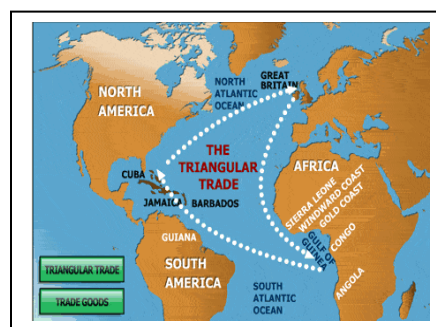 NORTH
AMERICA
NORTH
ATLANTIC
OCEAN
GREAT
BRITAIN
THE
TRIANGULAR
TRADE
AFRICA
SIERRA LEONE
WINDWARD COAST
GOLD COAST
CUBA
JAMAICA
BARBADOS
GULF OF
GUINEA
CONGO
GUIANA
SOUTH
AMERICA
ANGOLA
SOUTH
ATLANTIC
OCEAN
TRIANGULAR TRADE
TRADE GOODS